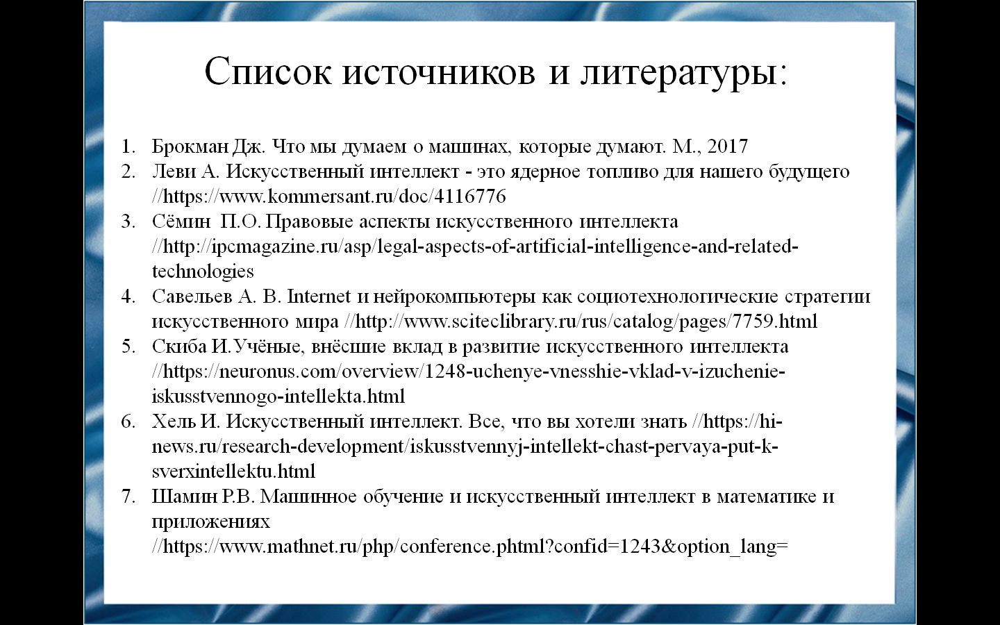 Список источников и литературы:
1. Брокман Дж. Что мы думаем о машинах, которые думают. М., 2017
2. Леви А. Искусственный интеллект - это ядерное топливо для нашего будущего
//https://www.kommersant.ru/doc/4116776
3. Сёмин П.О. Правовые аспекты искусственного интеллекта
//http://ipcmagazine.ru/asp/legal-aspects-of-artificial-intelligence-and-related-
technologies
4. Савельев А. В. Internet и нейрокомпьютеры как социотехнологические стратегии
искусственного мира //http://www.sciteclibrary.ru/rus/catalog/pages/7759.html
5. Скиба И.Учёные, внёсшие вклад в развитие искусственного интеллекта
//https://neuronus.com/overview/1248-uchenye-vnesshie-vklad-v-izuchenie-
iskusstvennogo-intellekta.html
6. Хель И. Искусственный интеллект. Все, что вы хотели знать //https://hi-
news.ru/research-development/iskusstvennyj-intellekt-chast-pervaya-put-k-
sverxintellektu.html
7. Шамин Р.В. Машинное обучение и искусственный интеллект в математике и
приложениях
//https://www.mathnet.ru/php/conference.phtml?confid=1243&option_lang=